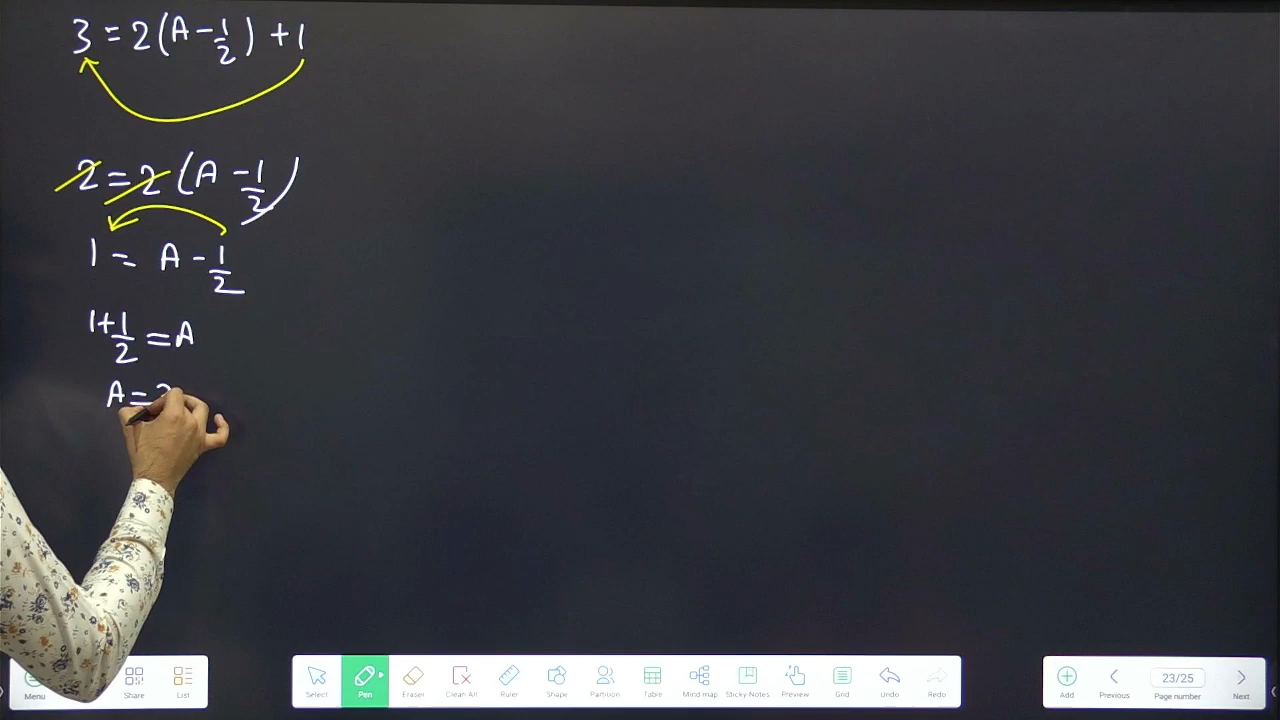 3 = 2(A - 1/2) + 1
2 = 2(A - 1/2)
1 = A - 1/2
1 + 1/2 = A
A =
Menu Share List
Select Pen Eraser Clean All Ruler Shape Partition Table Mind map Sticky Notes Preview Grid Undo Redo
Add Previous 23/25 Page number Next